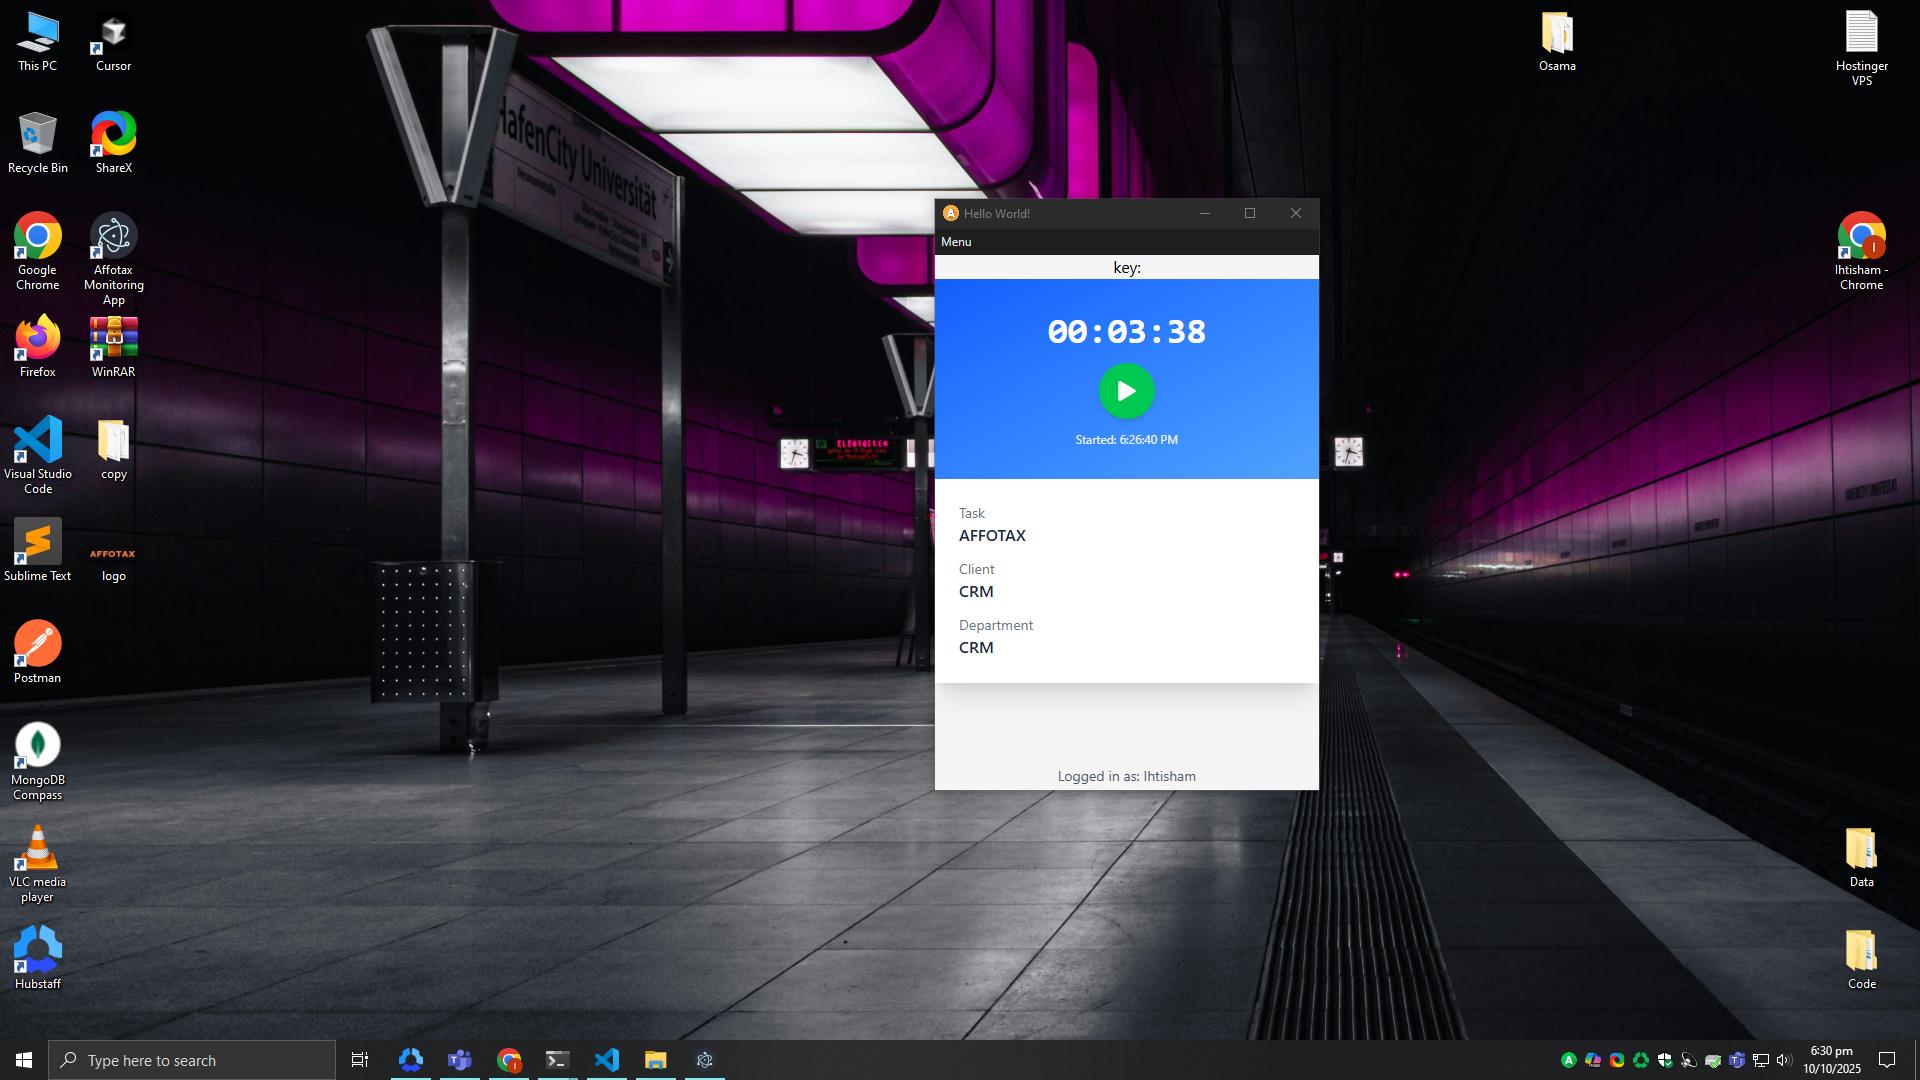 This PC
Cursor
Recycle Bin
ShareX
Google
Chrome
Affotax
Monitoring
App
Firefox
WinRAR
Visual Studio
Code
copy
Sublime Text
AFFOTAX
logo
Postman
MongoDB
Compass
VLC media
player
Hubstaff
HafenCity Universität
Hello World!
Menu
key:
00:03:38
Started: 6:26:40 PM
Task
AFFOTAX
Client
CRM
Department
CRM
Logged in as: Ihtisham
Osama
Hostinger
VPS
Ihtisham -
Chrome
Data
Code
Type here to search
6:30 pm
10/10/2025